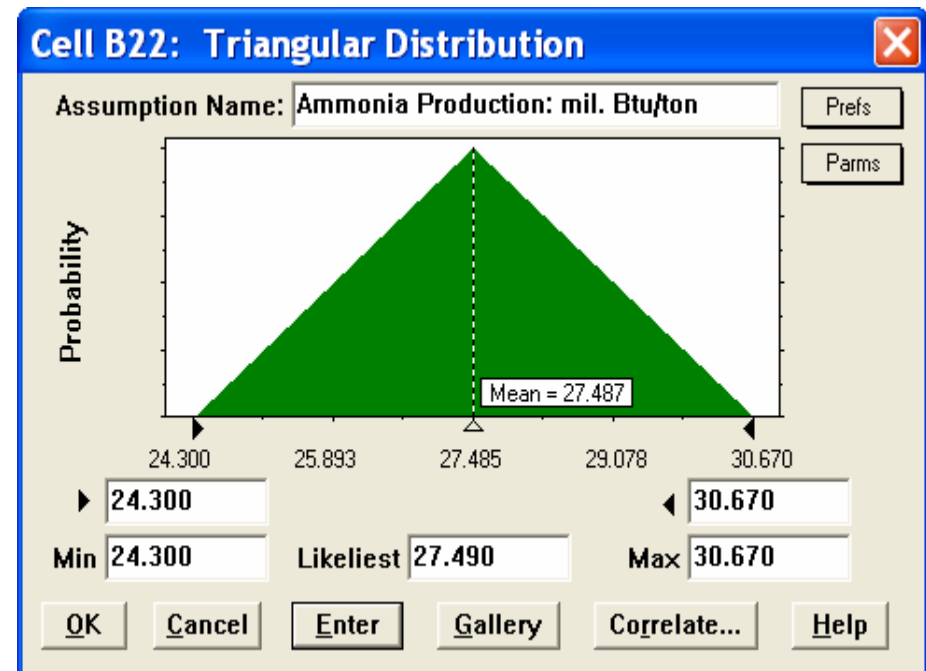 Cell B22: Triangular Distribution
Assumption Name: Ammonia Production: mil. Btu/ton
Prefs
Parms
Probability
Mean = 27.487
24.300 25.893 27.485 29.078 30.670
24.300 30.670
Min 24.300 Likeliest 27.490 Max 30.670
OK Cancel Enter Gallery Correlate... Help